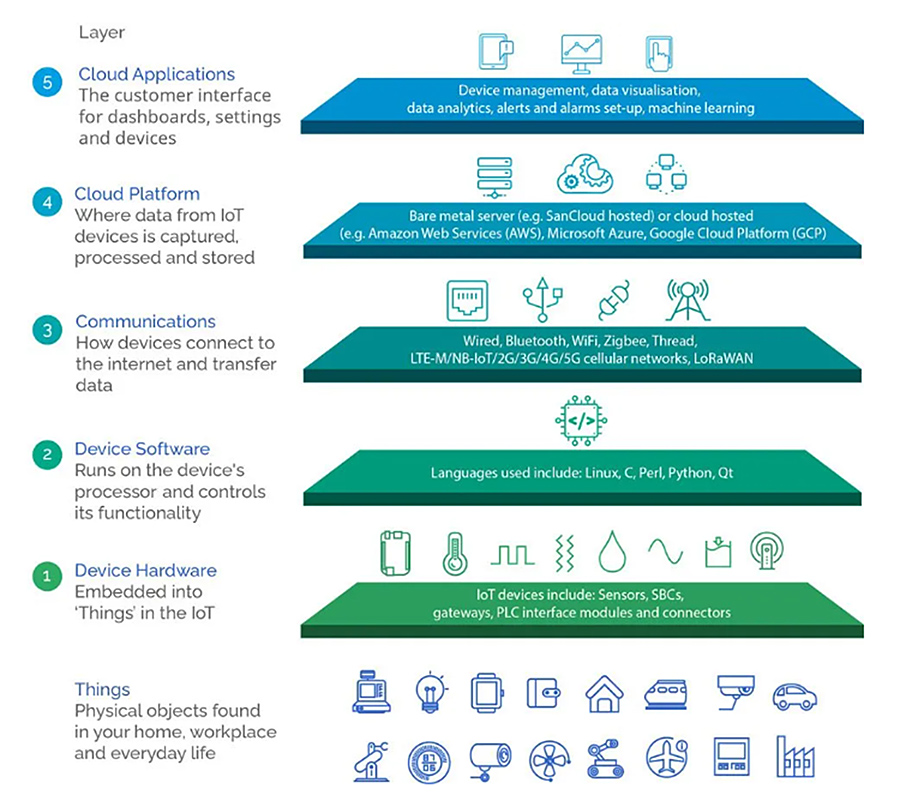 Layer
5
Cloud Applications
The customer interface
for dashboards, settings
and devices
Device management, data visualisation,
data analytics, alerts and alarms set-up, machine learning
4
Cloud Platform
Where data from IoT
devices is captured,
processed and stored
Bare metal server (e.g. SanCloud hosted) or cloud hosted
(e.g. Amazon Web Services (AWS), Microsoft Azure, Google Cloud Platform (GCP)
3
Communications
How devices connect to
the internet and transfer
data
Wired, Bluetooth, WiFi, Zigbee, Thread,
LTE-M/NB-IoT/2G/3G/4G/5G cellular networks, LoRaWAN
</>
2
Device Software
Runs on the device's
processor and controls
its functionality
Languages used include: Linux, C, Perl, Python, Qt
1
Device Hardware
Embedded into
‘Things’ in the IoT
IoT devices include: Sensors, SBCs,
gateways, PLC interface modules and connectors
Things
Physical objects found
in your home, workplace
and everyday life